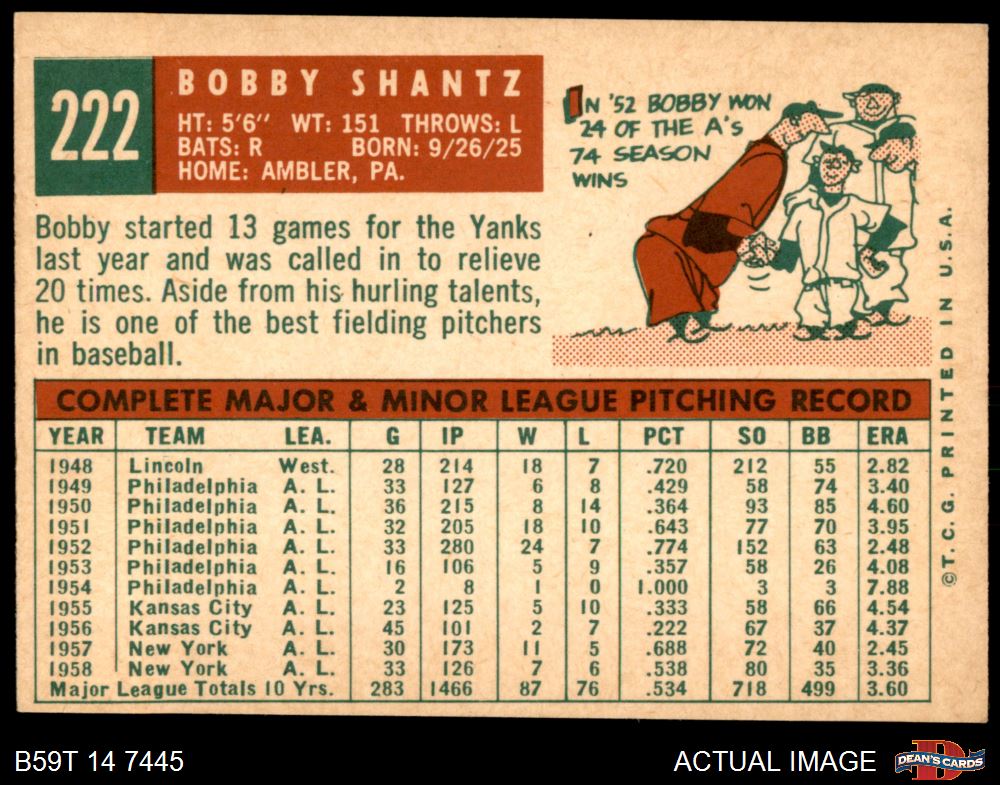 222
BOBBY SHANTZ
HT: 5'6" WT: 151 THROWS: L
BATS: R BORN: 9/26/25
HOME: AMBLER, PA.
IN '52 BOBBY WON
24 OF THE A'S
74 SEASON
WINS
Bobby started 13 games for the Yanks
last year and was called in to relieve
20 times. Aside from his hurling talents,
he is one of the best fielding pitchers
in baseball.
COMPLETE MAJOR & MINOR LEAGUE PITCHING RECORD
YEAR TEAM LEA. G IP W L PCT SO BB ERA
1948 Lincoln West. 28 214 18 7 .720 212 55 2.82
1949 Philadelphia A. L. 33 127 6 8 .429 58 74 3.40
1950 Philadelphia A. L. 36 215 8 14 .364 93 85 4.60
1951 Philadelphia A. L. 32 205 18 10 .643 77 70 3.95
1952 Philadelphia A. L. 33 280 24 7 .774 152 63 2.48
1953 Philadelphia A. L. 16 106 5 9 .357 58 26 4.08
1954 Philadelphia A. L. 2 8 1 0 1.000 3 3 7.88
1955 Kansas City A. L. 23 125 5 10 .333 58 66 4.54
1956 Kansas City A. L. 45 101 2 7 .222 67 37 4.37
1957 New York A. L. 30 173 11 5 .688 72 40 2.45
1958 New York A. L. 33 126 7 6 .538 80 35 3.36
Major League Totals 10 Yrs. 283 1466 87 76 .534 718 499 3.60
©T. C. G. PRINTED IN U.S.A.
B59T 14 7445
ACTUAL IMAGE
DEAN'S CARDS